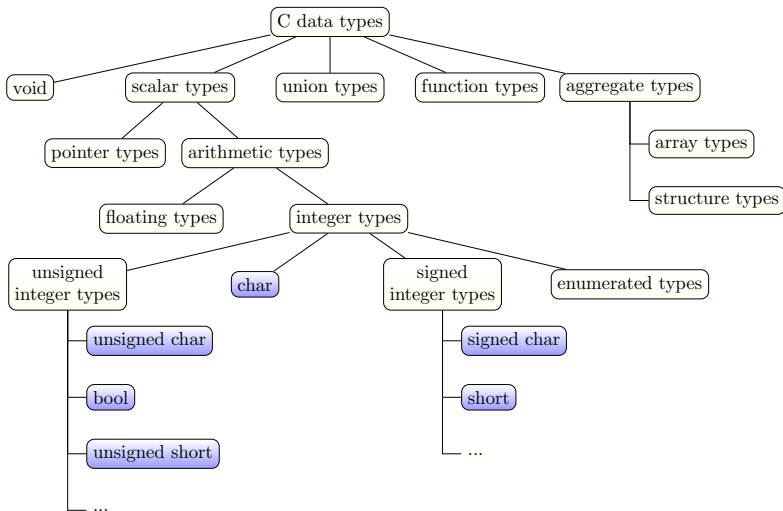 C data types
void
scalar types
union types
function types
aggregate types
pointer types
arithmetic types
array types
structure types
floating types
integer types
unsigned
integer types
char
signed
integer types
enumerated types
unsigned char
signed char
bool
short
unsigned short
...
...